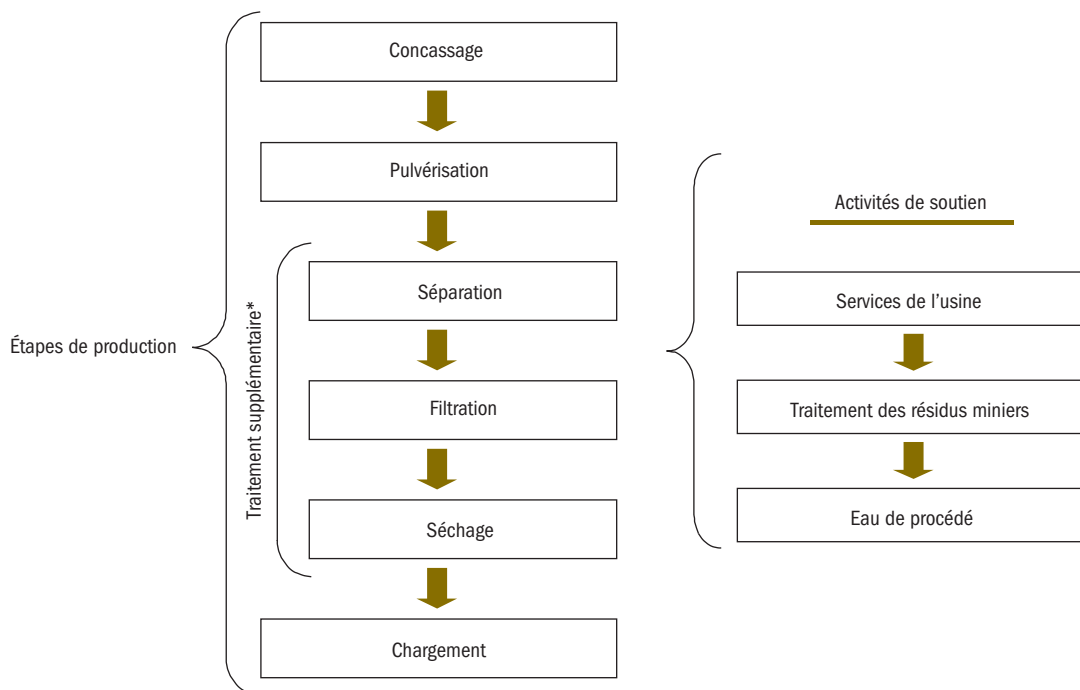 Étapes de production
Concassage
Pulvérisation
Traitement supplémentaire*
Séparation
Filtration
Séchage
Chargement
Activités de soutien
Services de l’usine
Traitement des résidus miniers
Eau de procédé